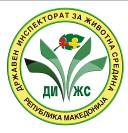 ДРЖАВЕН ИНСПЕКТОРАТ ЗА ЖИВОТНА СРЕДИНА
ДИ ЖС
РЕПУБЛИКА МАКЕДОНИЈА